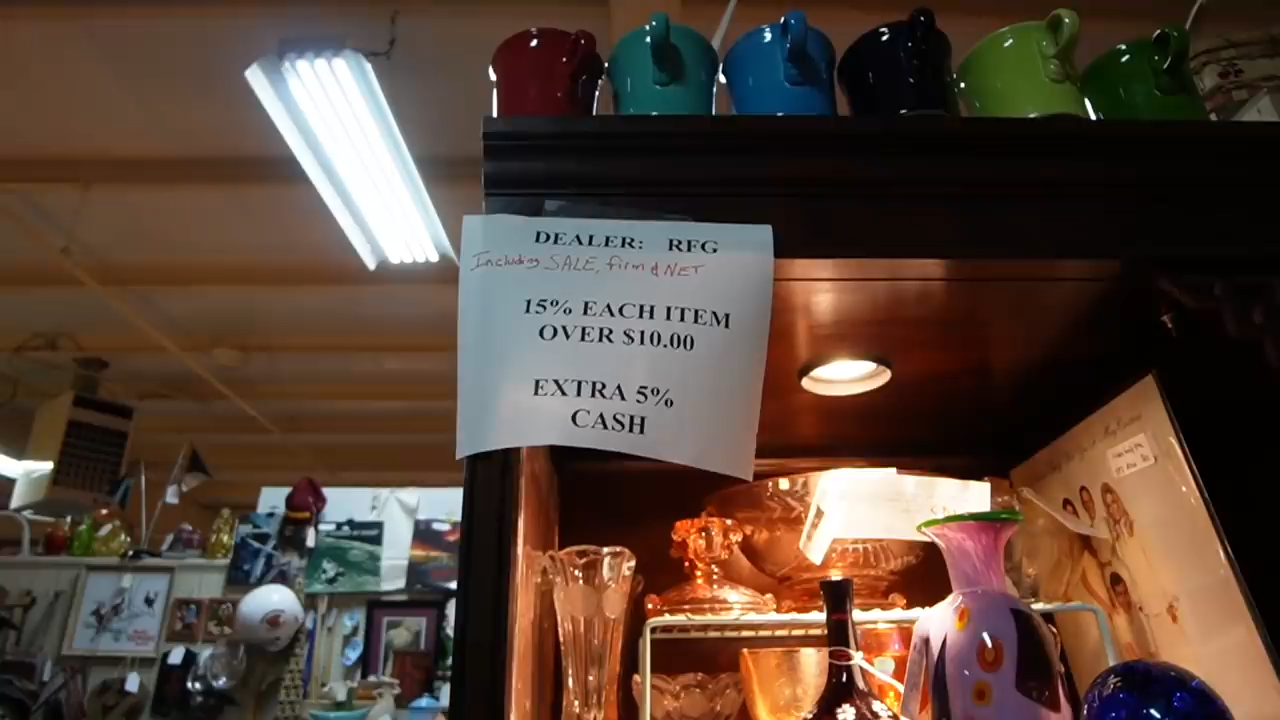 DEALER: RFG
Including SALE, firm & NET
15% EACH ITEM
OVER $10.00
EXTRA 5%
CASH